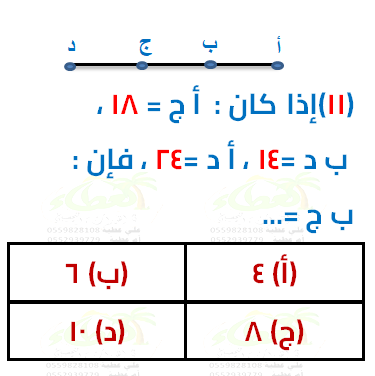 أ ب ج د
(١١)إذا كان : أ ج = ١٨ ،
ب د =١٤ ، أ د =٢٤ ، فإن :
ب ج =...
(أ) ٤ (ب) ٦
(ج) ٨ (د) ١٠